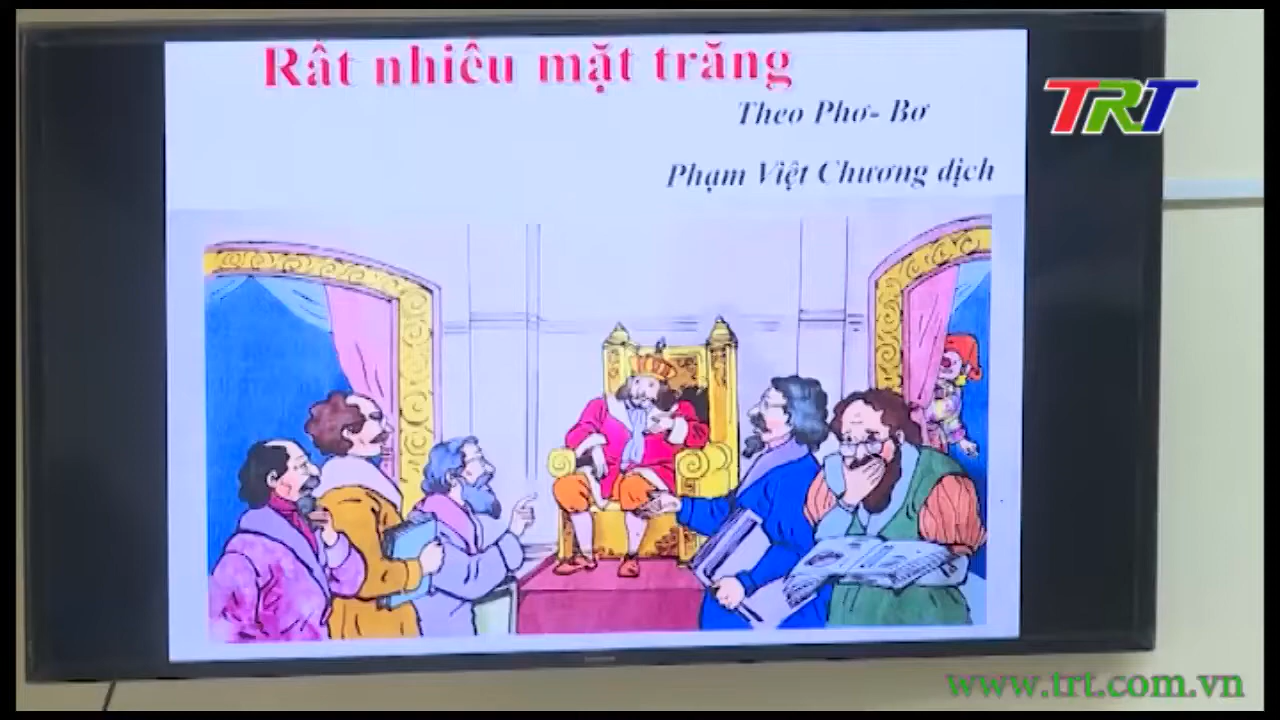 Rất nhiều mặt trăng
TRT
Theo Phơ- Bơ
Phạm Việt Chương dịch
www.trt.com.vn